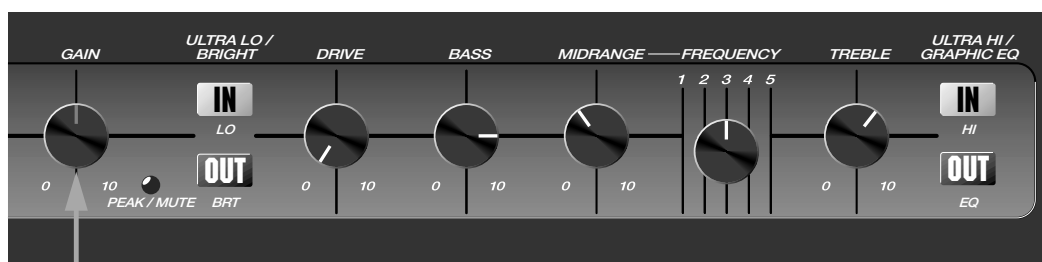 GAIN
ULTRA LO /
BRIGHT
DRIVE
BASS
MIDRANGE
FREQUENCY
TREBLE
ULTRA HI /
GRAPHIC EQ
1 2 3 4 5
IN
LO
IN
HI
OUT
BRT
OUT
EQ
0 10
PEAK / MUTE
0 10
0 10
0 10
0 10